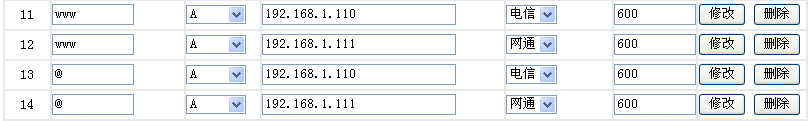 11 www A 192.168.1.110 电信 600 修改 删除
12 www A 192.168.1.111 网通 600 修改 删除
13 @ A 192.168.1.110 电信 600 修改 删除
14 @ A 192.168.1.111 网通 600 修改 删除